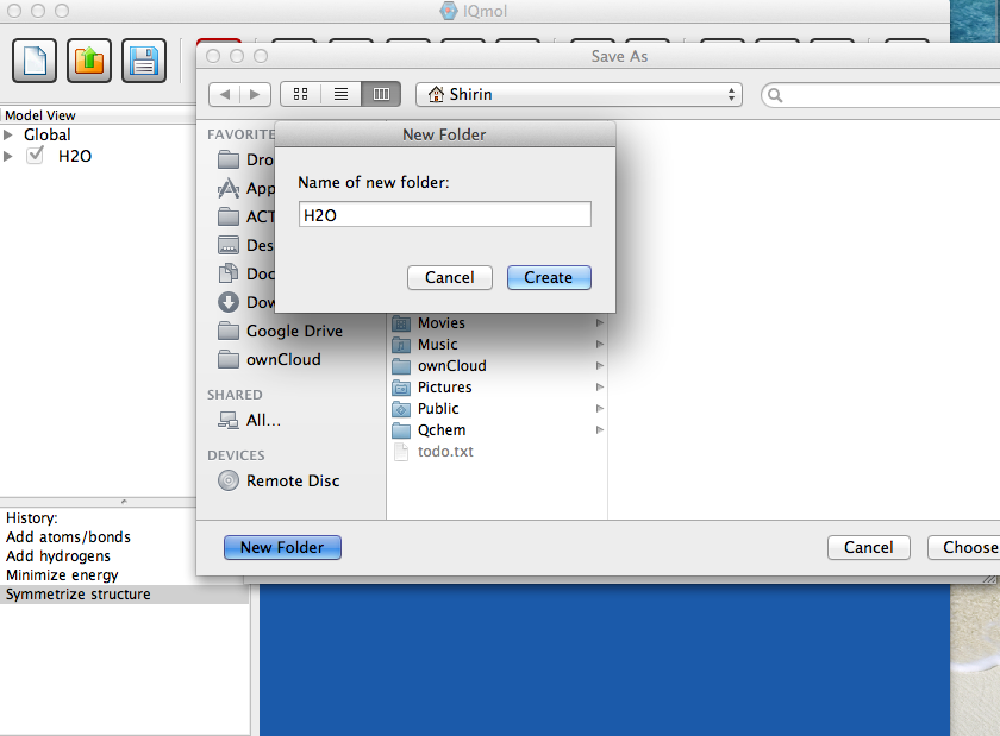 IQmol
Save As
Shirin
Model View
Global
H2O
FAVORITE
Dro
App
ACT
Des
Doc
Dow
Google Drive
ownCloud
SHARED
All...
DEVICES
Remote Disc
New Folder
Name of new folder:
H2O
Cancel
Create
Movies
Music
ownCloud
Pictures
Public
Qchem
todo.txt
New Folder
Cancel
Choose
History:
Add atoms/bonds
Add hydrogens
Minimize energy
Symmetrize structure